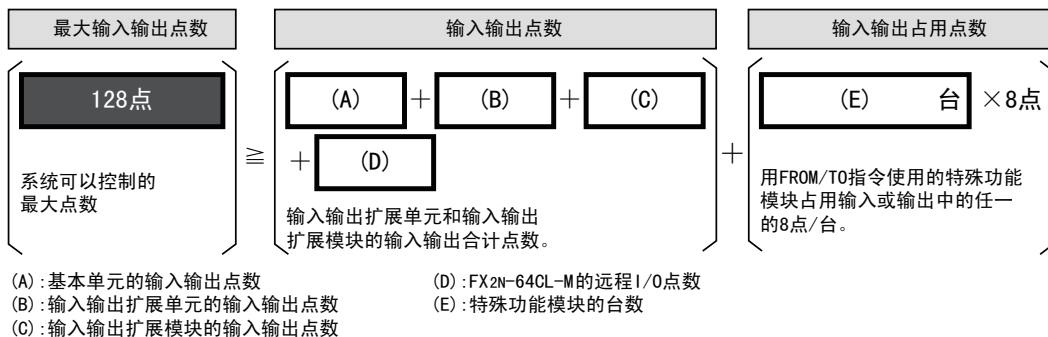 最大输入输出点数
输入输出点数
输入输出占用点数
128点
(A) + (B) + (C)
(E) 台 ×8点
≧
+
+ (D)
系统可以控制的
最大点数
输入输出扩展单元和输入输出
扩展模块的输入输出合计点数。
用FROM/TO指令使用的特殊功能
模块占用输入或输出中的任一
的8点/台。
(A):基本单元的输入输出点数
(B):输入输出扩展单元的输入输出点数
(C):输入输出扩展模块的输入输出点数
(D):FX2N-64CL-M的远程I/O点数
(E):特殊功能模块的台数